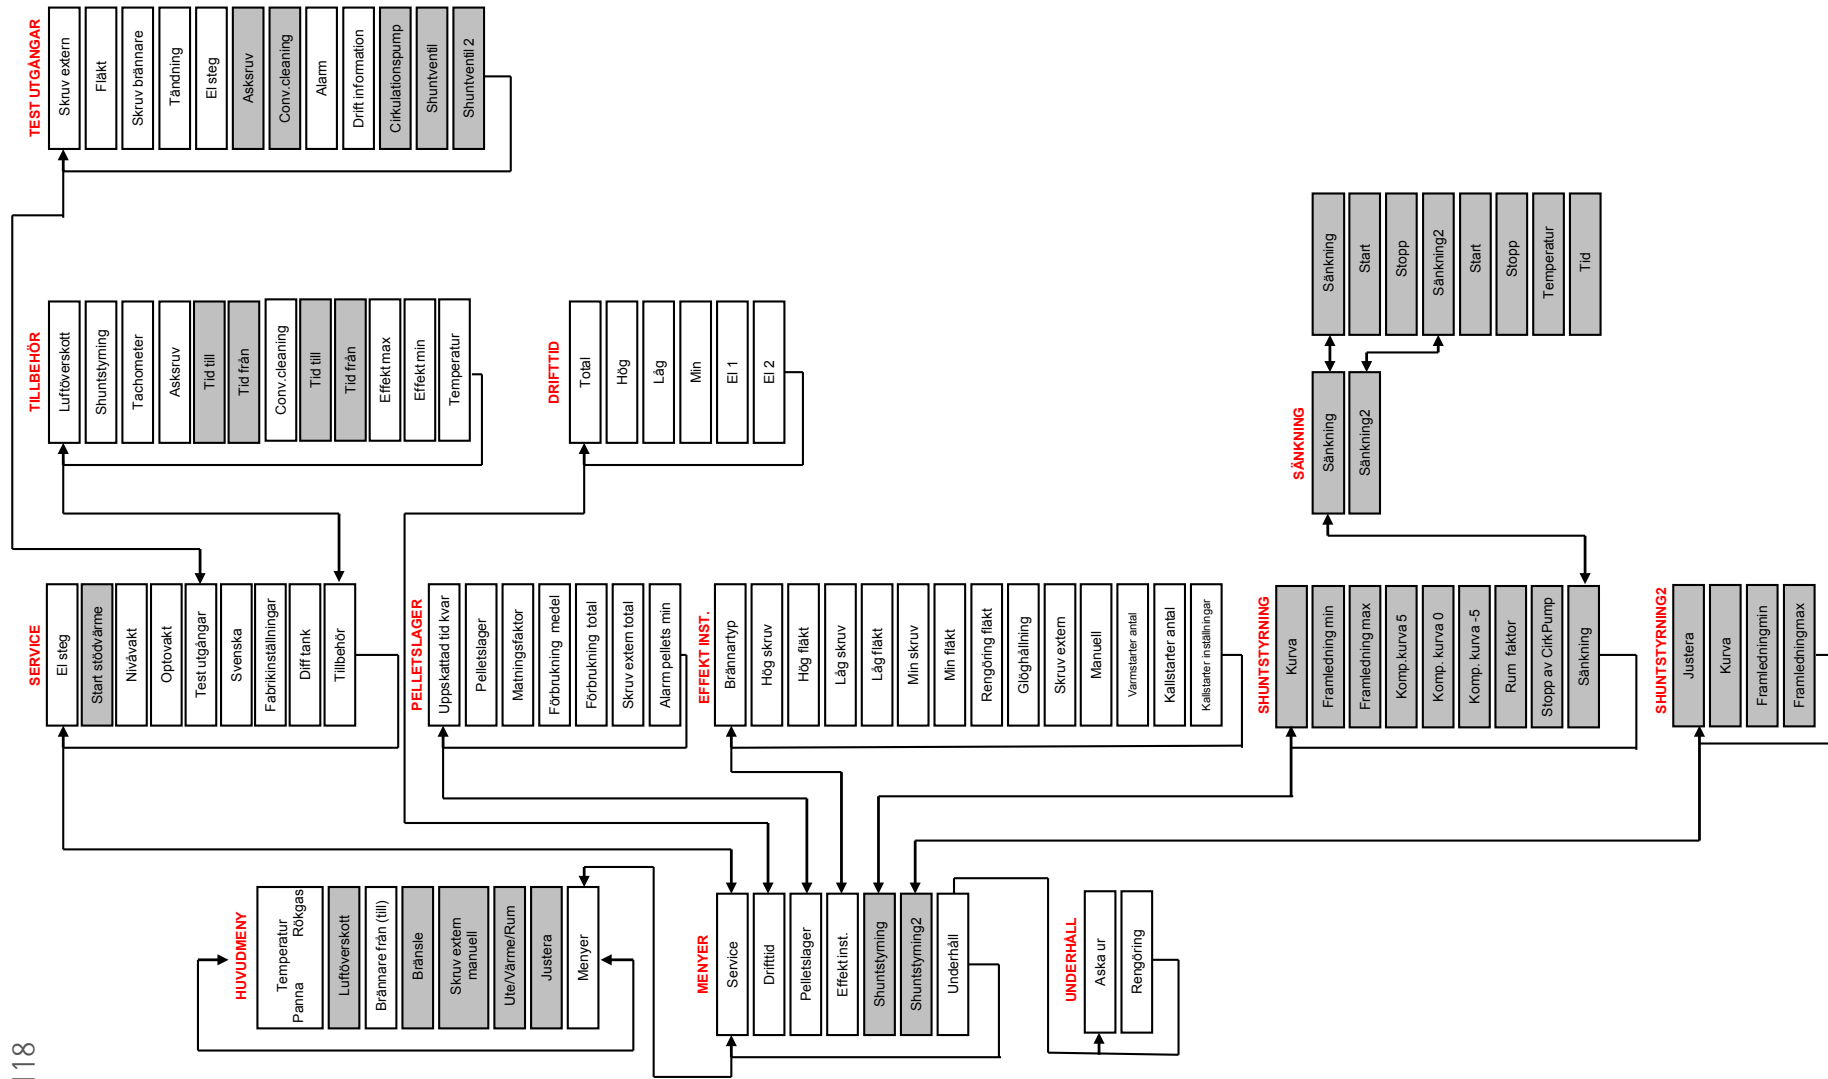 118
HUVUDMENY
Temperatur
Panna Rökgas
Luftöverskott
Brännare från (till)
Bränsle
Skruv extern
manuell
Ute/Värme/Rum
Justera
Menyer
MENYER
Service
Drifttid
Pelletslager
Effekt inst.
Shuntstyrning
Shuntstyrning2
Underhåll
UNDERHÅLL
Aska ur
Rengöring
SERVICE
El steg
Start stödvärme
Nivåvakt
Optovakt
Test utgångar
Svenska
Fabrikinställningar
Diff tank
Tillbehör
PELLETSLAGER
Uppskattad tid kvar
Pelletslager
Matningsfaktor
Förbrukning medel
Förbrukning total
Skruv extern total
Alarm pellets min
EFFEKT INST.
Brännartyp
Hög skruv
Hög fläkt
Låg skruv
Låg fläkt
Min skruv
Min fläkt
Rengöring fläkt
Glöghållning
Skruv extern
Manuell
Varmstarter antal
Kallstarter antal
Kallstarter inställningar
SHUNTSTYRNING
Kurva
Framledning min
Framledning max
Komp.kurva 5
Komp. kurva 0
Komp. kurva -5
Rum faktor
Stopp av CirkPump
Sänkning
SHUNTSTYRNING2
Justera
Kurva
Framledningmin
Framledningmax
TILLBEHÖR
Luftöverskott
Shuntstyrning
Tachometer
Asksruv
Tid till
Tid från
Conv.cleaning
Tid till
Tid från
Effekt max
Effekt min
Temperatur
DRIFTTID
Total
Hög
Låg
Min
El 1
El 2
SÄNKNING
Sänkning
Sänkning2
Sänkning
Start
Stopp
Sänkning2
Start
Stopp
Temperatur
Tid
TEST UTGÅNGAR
Skruv extern
Fläkt
Skruv brännare
Tändning
El steg
Asksruv
Conv.cleaning
Alarm
Drift information
Cirkulationspump
Shuntventil
Shuntventil 2